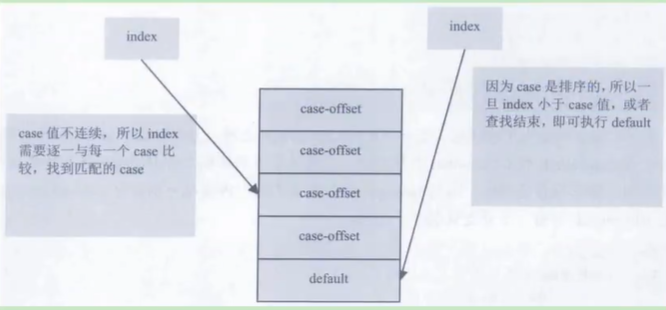 index
index
case 值不连续，所以 index
需要逐一与每一个 case 比
较，找到匹配的 case
case-offset
case-offset
case-offset
case-offset
default
因为 case 是排序的，所以一
旦 index 小于 case 值，或者
查找结束，即可执行 default